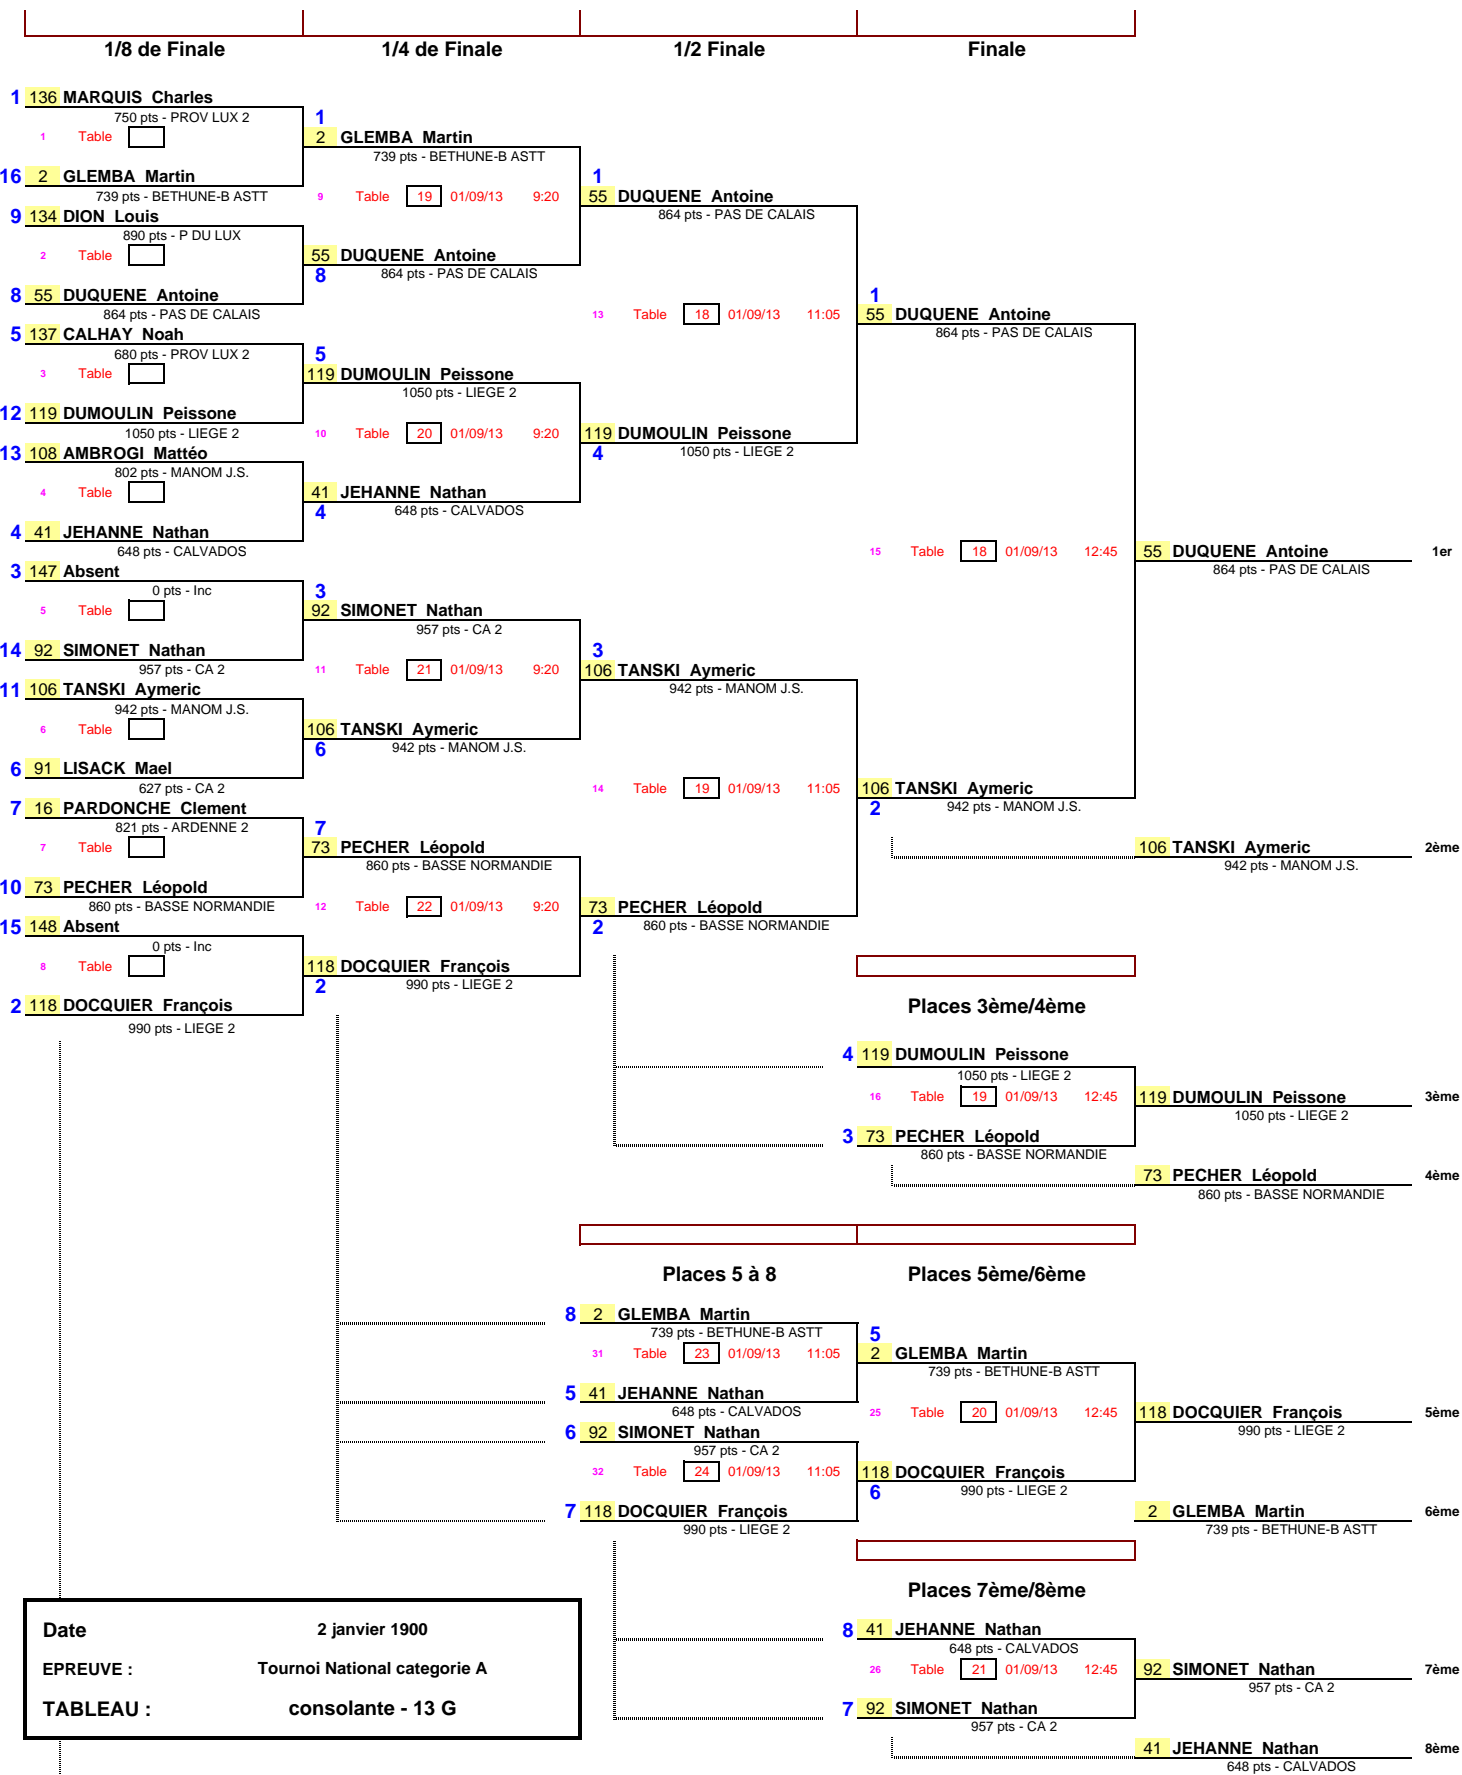 1/8 de Finale
1/4 de Finale
1/2 Finale
Finale
1 136 MARQUIS Charles
750 pts - PROV LUX 2
1 Table
16 2 GLEMBA Martin
739 pts - BETHUNE-B ASTT
9 134 DION Louis
890 pts - P DU LUX
2 Table
8 55 DUQUENE Antoine
864 pts - PAS DE CALAIS
5 137 CALHAY Noah
680 pts - PROV LUX 2
3 Table
12 119 DUMOULIN Peissone
1050 pts - LIEGE 2
13 108 AMBROGI Mattéo
802 pts - MANOM J.S.
4 Table
4 41 JEHANNE Nathan
648 pts - CALVADOS
3 147 Absent
0 pts - Inc
5 Table
14 92 SIMONET Nathan
957 pts - CA 2
11 106 TANSKI Aymeric
942 pts - MANOM J.S.
6 Table
6 91 LISACK Mael
627 pts - CA 2
7 16 PARDONCHE Clement
821 pts - ARDENNE 2
7 Table
10 73 PECHER Léopold
860 pts - BASSE NORMANDIE
15 148 Absent
0 pts - Inc
8 Table
2 118 DOCQUIER François
990 pts - LIEGE 2
1
2 GLEMBA Martin
739 pts - BETHUNE-B ASTT
9 Table 19 01/09/13 9:20
55 DUQUENE Antoine
8
864 pts - PAS DE CALAIS
5
119 DUMOULIN Peissone
1050 pts - LIEGE 2
10 Table 20 01/09/13 9:20
41 JEHANNE Nathan
4
648 pts - CALVADOS
3
92 SIMONET Nathan
957 pts - CA 2
11 Table 21 01/09/13 9:20
106 TANSKI Aymeric
6
942 pts - MANOM J.S.
7
73 PECHER Léopold
860 pts - BASSE NORMANDIE
12 Table 22 01/09/13 9:20
118 DOCQUIER François
2
990 pts - LIEGE 2
1
55 DUQUENE Antoine
864 pts - PAS DE CALAIS
13 Table 18 01/09/13 11:05
119 DUMOULIN Peissone
4
1050 pts - LIEGE 2
3
106 TANSKI Aymeric
942 pts - MANOM J.S.
14 Table 19 01/09/13 11:05
73 PECHER Léopold
2
860 pts - BASSE NORMANDIE
1
55 DUQUENE Antoine
864 pts - PAS DE CALAIS
15 Table 18 01/09/13 12:45
106 TANSKI Aymeric
2
942 pts - MANOM J.S.
55 DUQUENE Antoine 1er
864 pts - PAS DE CALAIS
106 TANSKI Aymeric 2ème
942 pts - MANOM J.S.
Places 3ème/4ème
4 119 DUMOULIN Peissone
1050 pts - LIEGE 2
16 Table 19 01/09/13 12:45
3 73 PECHER Léopold
860 pts - BASSE NORMANDIE
119 DUMOULIN Peissone 3ème
1050 pts - LIEGE 2
73 PECHER Léopold 4ème
860 pts - BASSE NORMANDIE
Places 5 à 8
Places 5ème/6ème
8 2 GLEMBA Martin
739 pts - BETHUNE-B ASTT
31 Table 23 01/09/13 11:05
5 41 JEHANNE Nathan
648 pts - CALVADOS
6 92 SIMONET Nathan
957 pts - CA 2
32 Table 24 01/09/13 11:05
7 118 DOCQUIER François
990 pts - LIEGE 2
5
2 GLEMBA Martin
739 pts - BETHUNE-B ASTT
25 Table 20 01/09/13 12:45
118 DOCQUIER François
6
990 pts - LIEGE 2
118 DOCQUIER François 5ème
990 pts - LIEGE 2
2 GLEMBA Martin 6ème
739 pts - BETHUNE-B ASTT
Places 7ème/8ème
8 41 JEHANNE Nathan
648 pts - CALVADOS
26 Table 21 01/09/13 12:45
7 92 SIMONET Nathan
957 pts - CA 2
92 SIMONET Nathan 7ème
957 pts - CA 2
41 JEHANNE Nathan 8ème
648 pts - CALVADOS
Date 2 janvier 1900
EPREUVE : Tournoi National categorie A
TABLEAU : consolante - 13 G